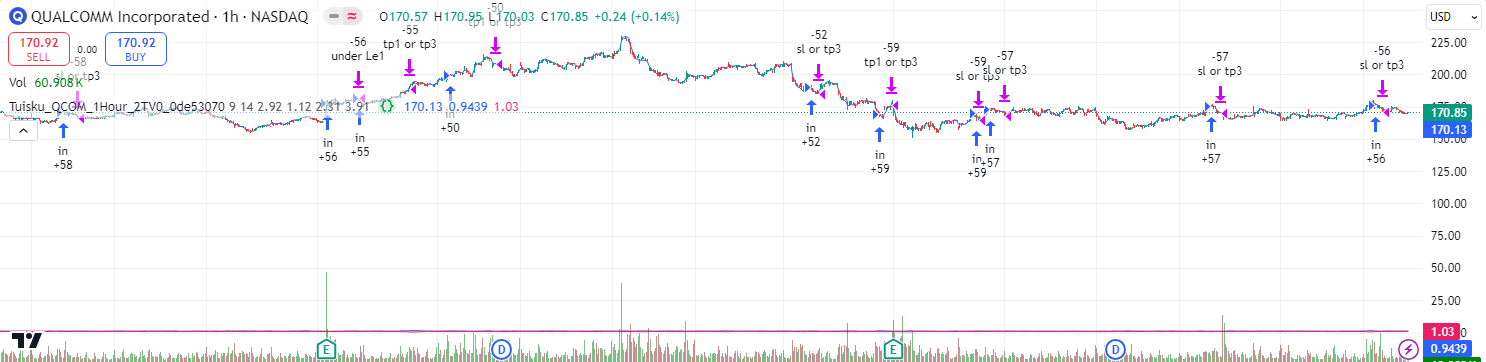 QUALCOMM Incorporated · 1h · NASDAQ
O170.57 H170.95 L170.03 C170.85 +0.24 (+0.14%)
USD
170.92
SELL
0.00
170.92
BUY
Vol 60.908 K
Tuisku_QCOM_1Hour_2TV0_0de53070 9 14 2.92 1.12 2.31 3.91
170.13 0.9439 1.03
-58
sl or tp3
in
+58
in
+56
-56
under Le1
in
+55
-55
tp1 or tp3
in
+50
-50
tp1 or tp3
-52
sl or tp3
in
+52
-59
tp1 or tp3
in
+59
-59
sl or tp3
in
+59
-57
sl or tp3
in
+57
-57
sl or tp3
in
+57
-56
sl or tp3
in
+56
225.00
200.00
175.00
170.85
170.13
150.00
125.00
100.00
75.00
50.00
25.00
1.03
0.9439
E
D
E
D